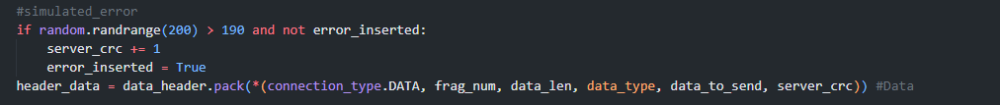 #simulated_error
if random.randrange(200) > 190 and not error_inserted:
    server_crc += 1
    error_inserted = True
header_data = data_header.pack(*(connection_type.DATA, frag_num, data_len, data_type, data_to_send, server_crc)) #Data